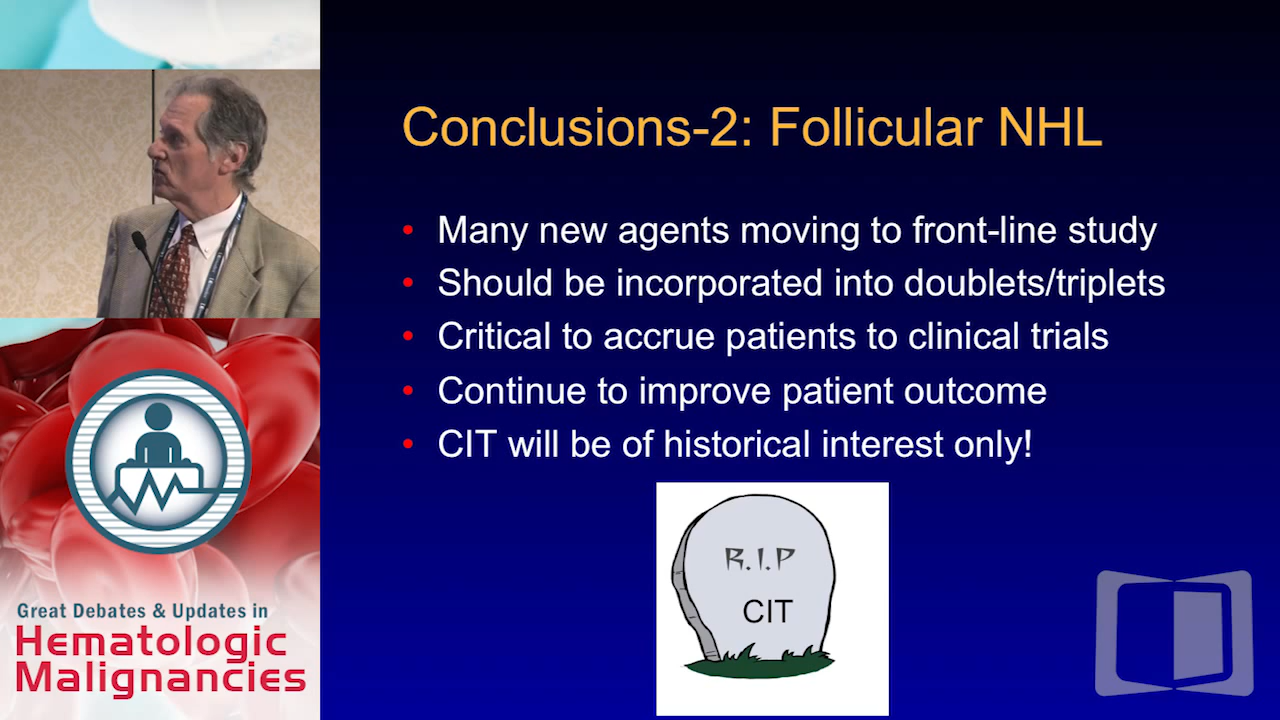 Conclusions-2: Follicular NHL
• Many new agents moving to front-line study
• Should be incorporated into doublets/triplets
• Critical to accrue patients to clinical trials
• Continue to improve patient outcome
• CIT will be of historical interest only!
R.I.P
CIT
Great Debates & Updates in
Hematologic
Malignancies